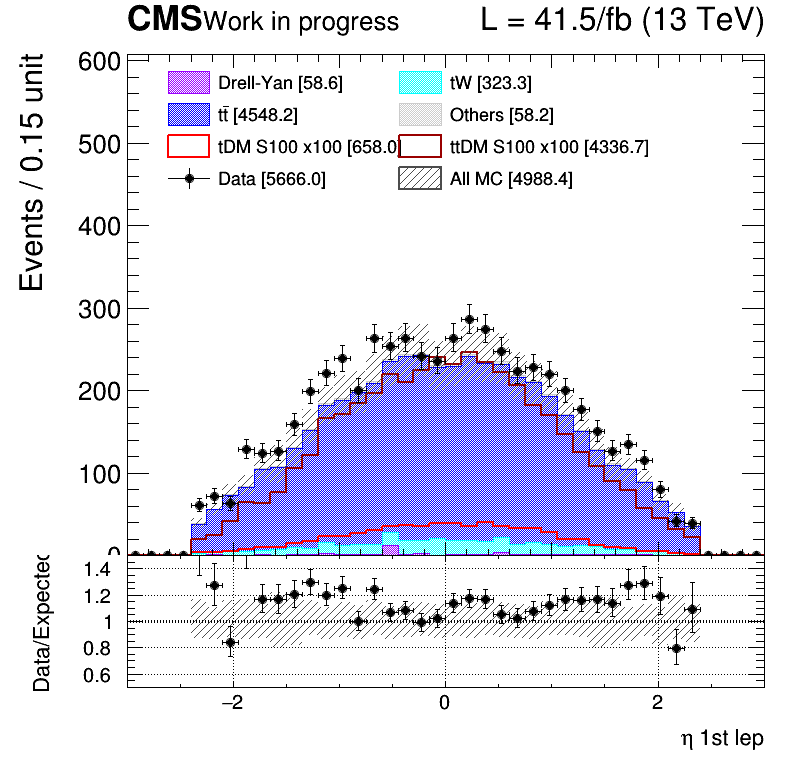 CMS Work in progress L = 41.5/fb (13 TeV)
Events / 0.15 unit
600
500
400
300
200
100
0
Drell-Yan [58.6] tW [323.3]
tt̄ [4548.2] Others [58.2]
tDM S100 x100 [658.0] ttDM S100 x100 [4336.7]
Data [5666.0] All MC [4988.4]
Data/Expected
1.4
1.2
1
0.8
0.6
−2 0 2
η 1st lep